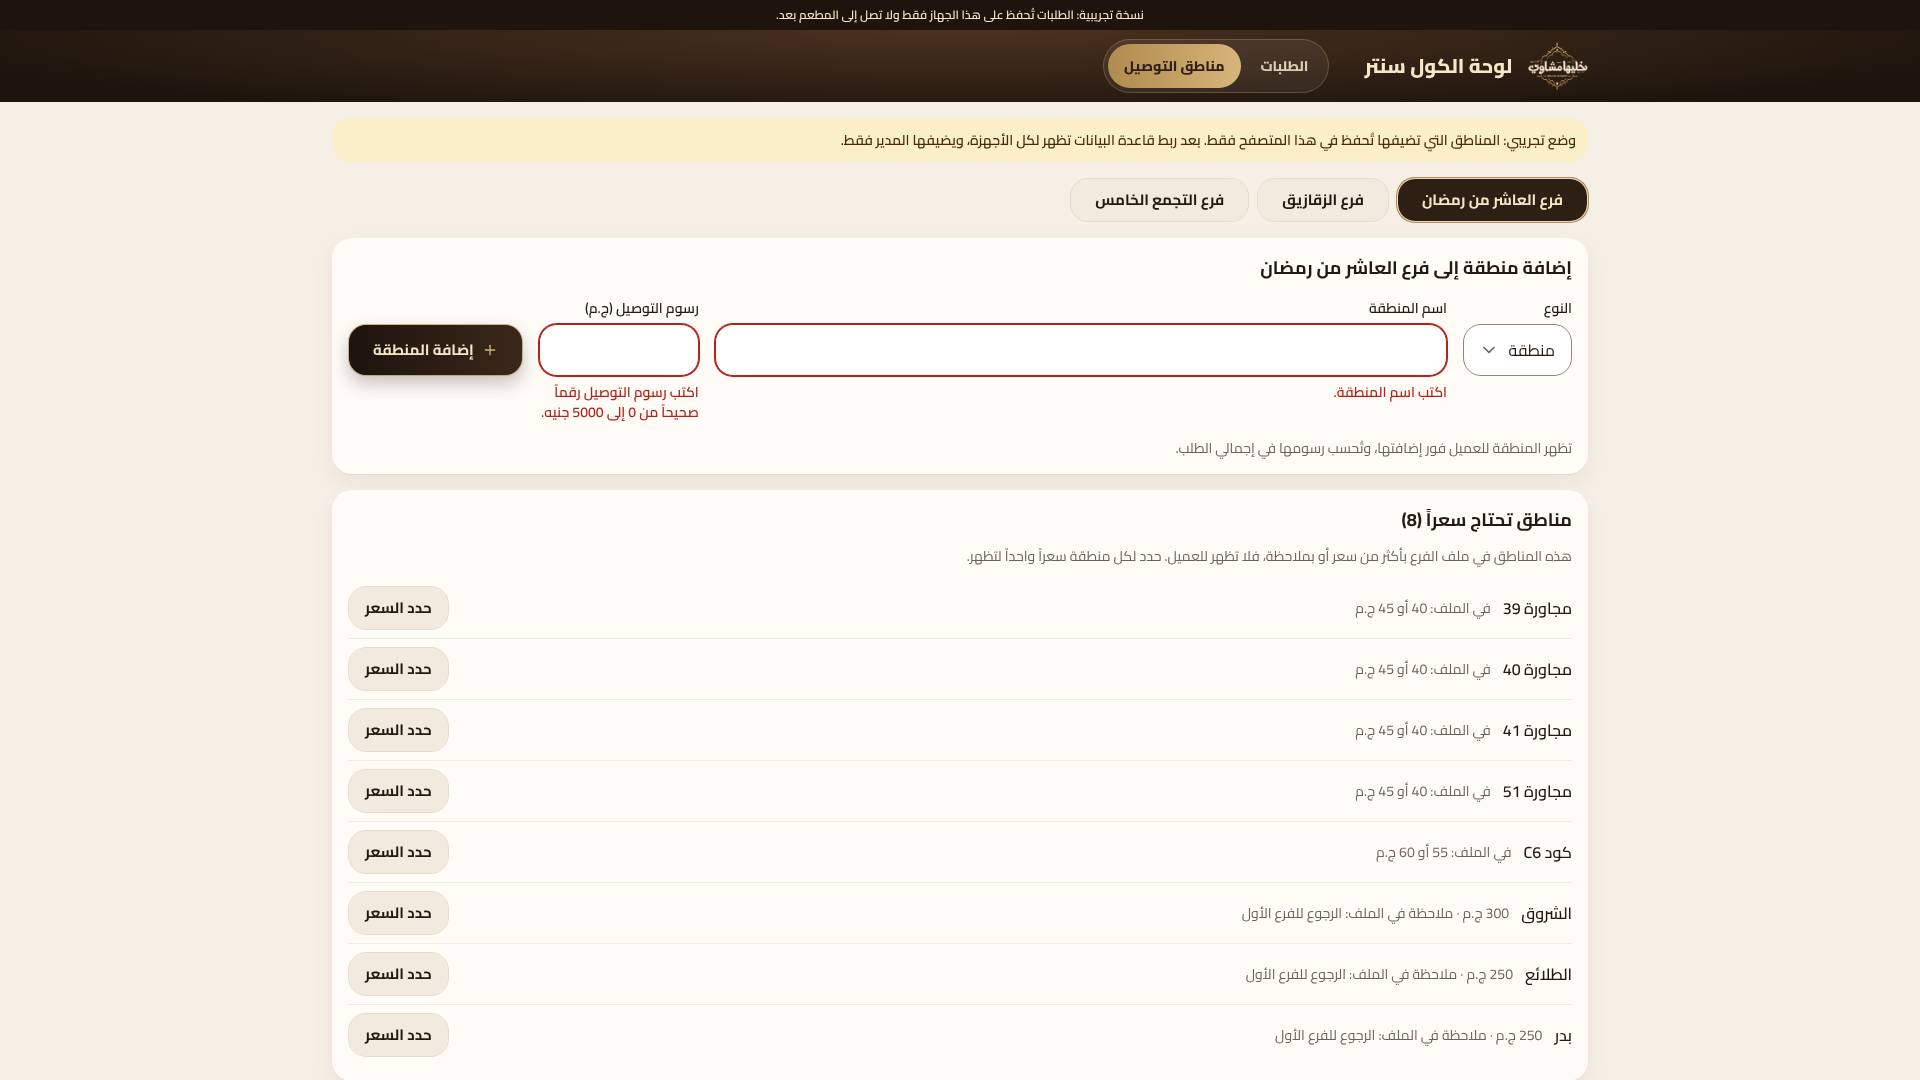 نسخة تجريبية: الطلبات تُحفظ على هذا الجهاز فقط ولا تصل إلى المطعم بعد.
خليها مشاوي
لوحة الكول سنتر
الطلبات
مناطق التوصيل
وضع تجريبي: المناطق التي تضيفها تُحفظ في هذا المتصفح فقط. بعد ربط قاعدة البيانات تظهر لكل الأجهزة، ويضيفها المدير فقط.
فرع العاشر من رمضان
فرع الزقازيق
فرع التجمع الخامس
إضافة منطقة إلى فرع العاشر من رمضان
النوع
اسم المنطقة
رسوم التوصيل (ج.م)
منطقة
إضافة المنطقة
اكتب اسم المنطقة.
اكتب رسوم التوصيل رقماً
صحيحاً من 0 إلى 5000 جنيه.
تظهر المنطقة للعميل فور إضافتها، وتُحسب رسومها في إجمالي الطلب.
مناطق تحتاج سعراً (8)
هذه المناطق في ملف الفرع بأكثر من سعر أو بملاحظة، فلا تظهر للعميل. حدد لكل منطقة سعراً واحداً لتظهر.
مجاورة 39 في الملف: 40 أو 45 ج.م حدد السعر
مجاورة 40 في الملف: 40 أو 45 ج.م حدد السعر
مجاورة 41 في الملف: 40 أو 45 ج.م حدد السعر
مجاورة 51 في الملف: 40 أو 45 ج.م حدد السعر
كود C6 في الملف: 55 أو 60 ج.م حدد السعر
الشروق 300 ج.م · ملاحظة في الملف: الرجوع للفرع الأول حدد السعر
الطلائع 250 ج.م · ملاحظة في الملف: الرجوع للفرع الأول حدد السعر
بدر 250 ج.م · ملاحظة في الملف: الرجوع للفرع الأول حدد السعر